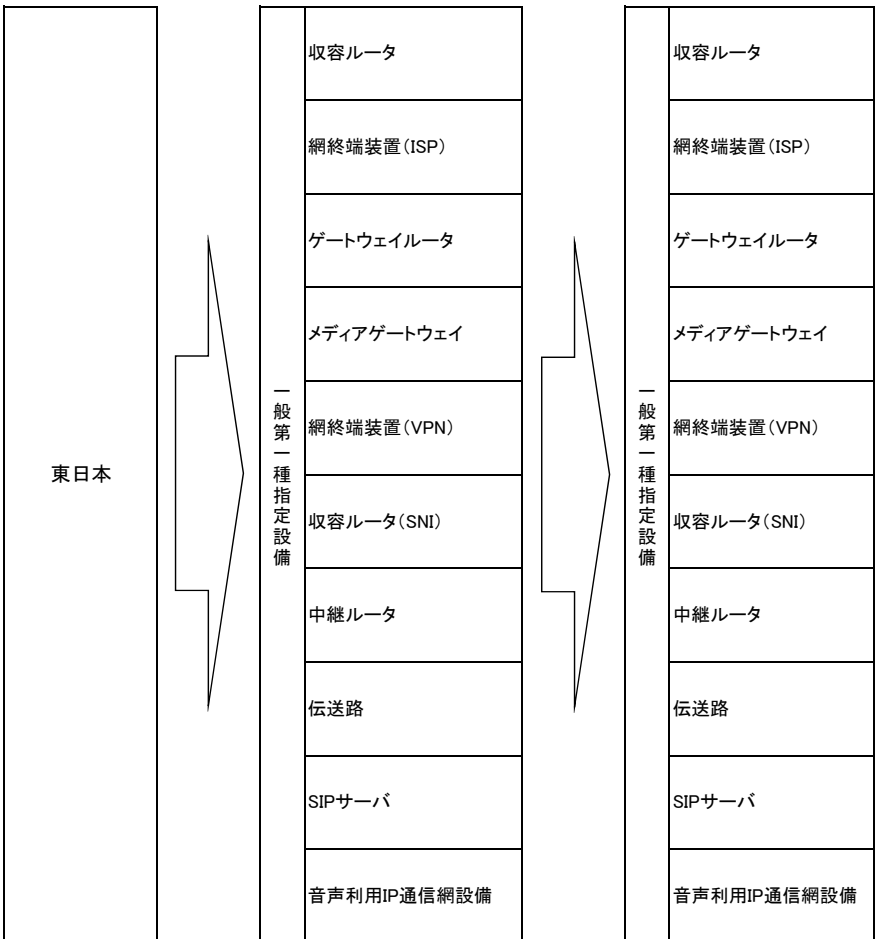 東日本
一般第一種指定設備
収容ルータ
網終端装置(ISP)
ゲートウェイルータ
メディアゲートウェイ
網終端装置(VPN)
収容ルータ(SNI)
中継ルータ
伝送路
SIPサーバ
音声利用IP通信網設備
一般第一種指定設備
収容ルータ
網終端装置(ISP)
ゲートウェイルータ
メディアゲートウェイ
網終端装置(VPN)
収容ルータ(SNI)
中継ルータ
伝送路
SIPサーバ
音声利用IP通信網設備